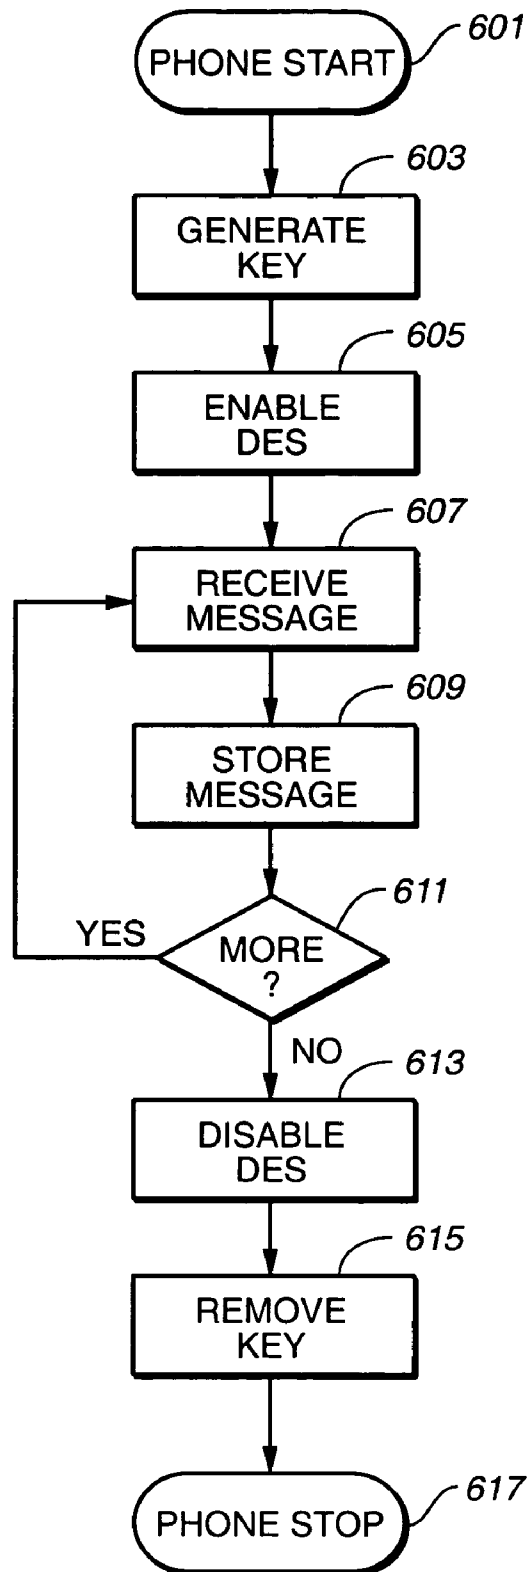 PHONE START
601
603
GENERATE
KEY
605
ENABLE
DES
607
RECEIVE
MESSAGE
609
STORE
MESSAGE
611
YES
MORE
?
NO
613
DISABLE
DES
615
REMOVE
KEY
PHONE STOP
617